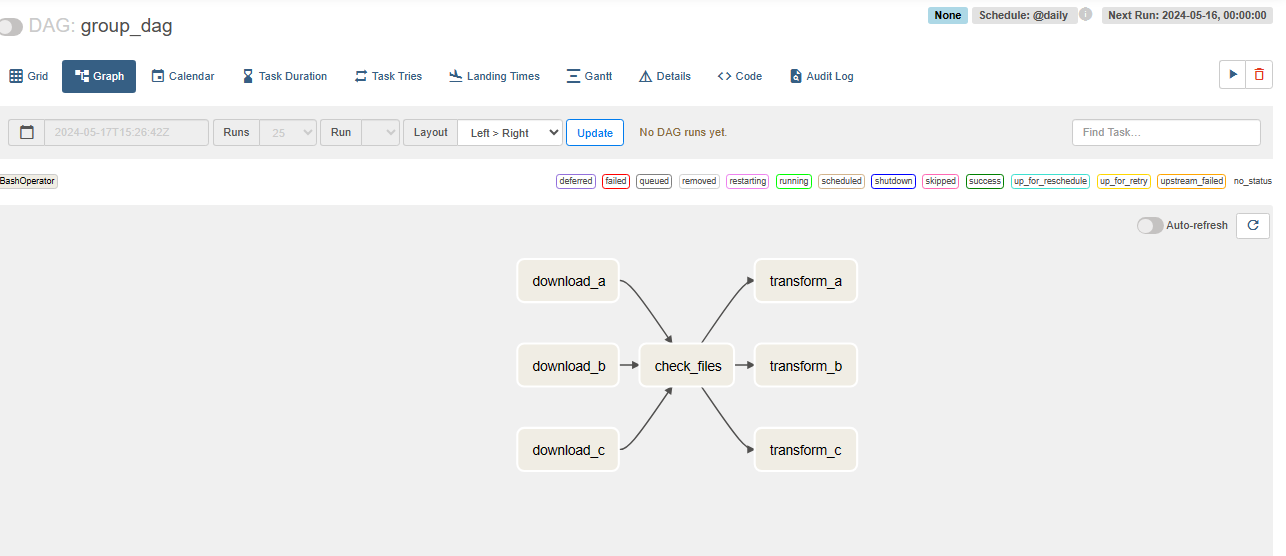 DAG: group_dag
None Schedule: @daily i Next Run: 2024-05-16, 00:00:00
Grid Graph Calendar Task Duration Task Tries Landing Times Gantt Details Code Audit Log
2024-05-17T15:26:42Z Runs 25 Run Layout Left > Right Update No DAG runs yet. Find Task...
BashOperator deferred failed queued removed restarting running scheduled shutdown skipped success up_for_reschedule up_for_retry upstream_failed no_status
Auto-refresh
download_a transform_a
download_b check_files transform_b
download_c transform_c